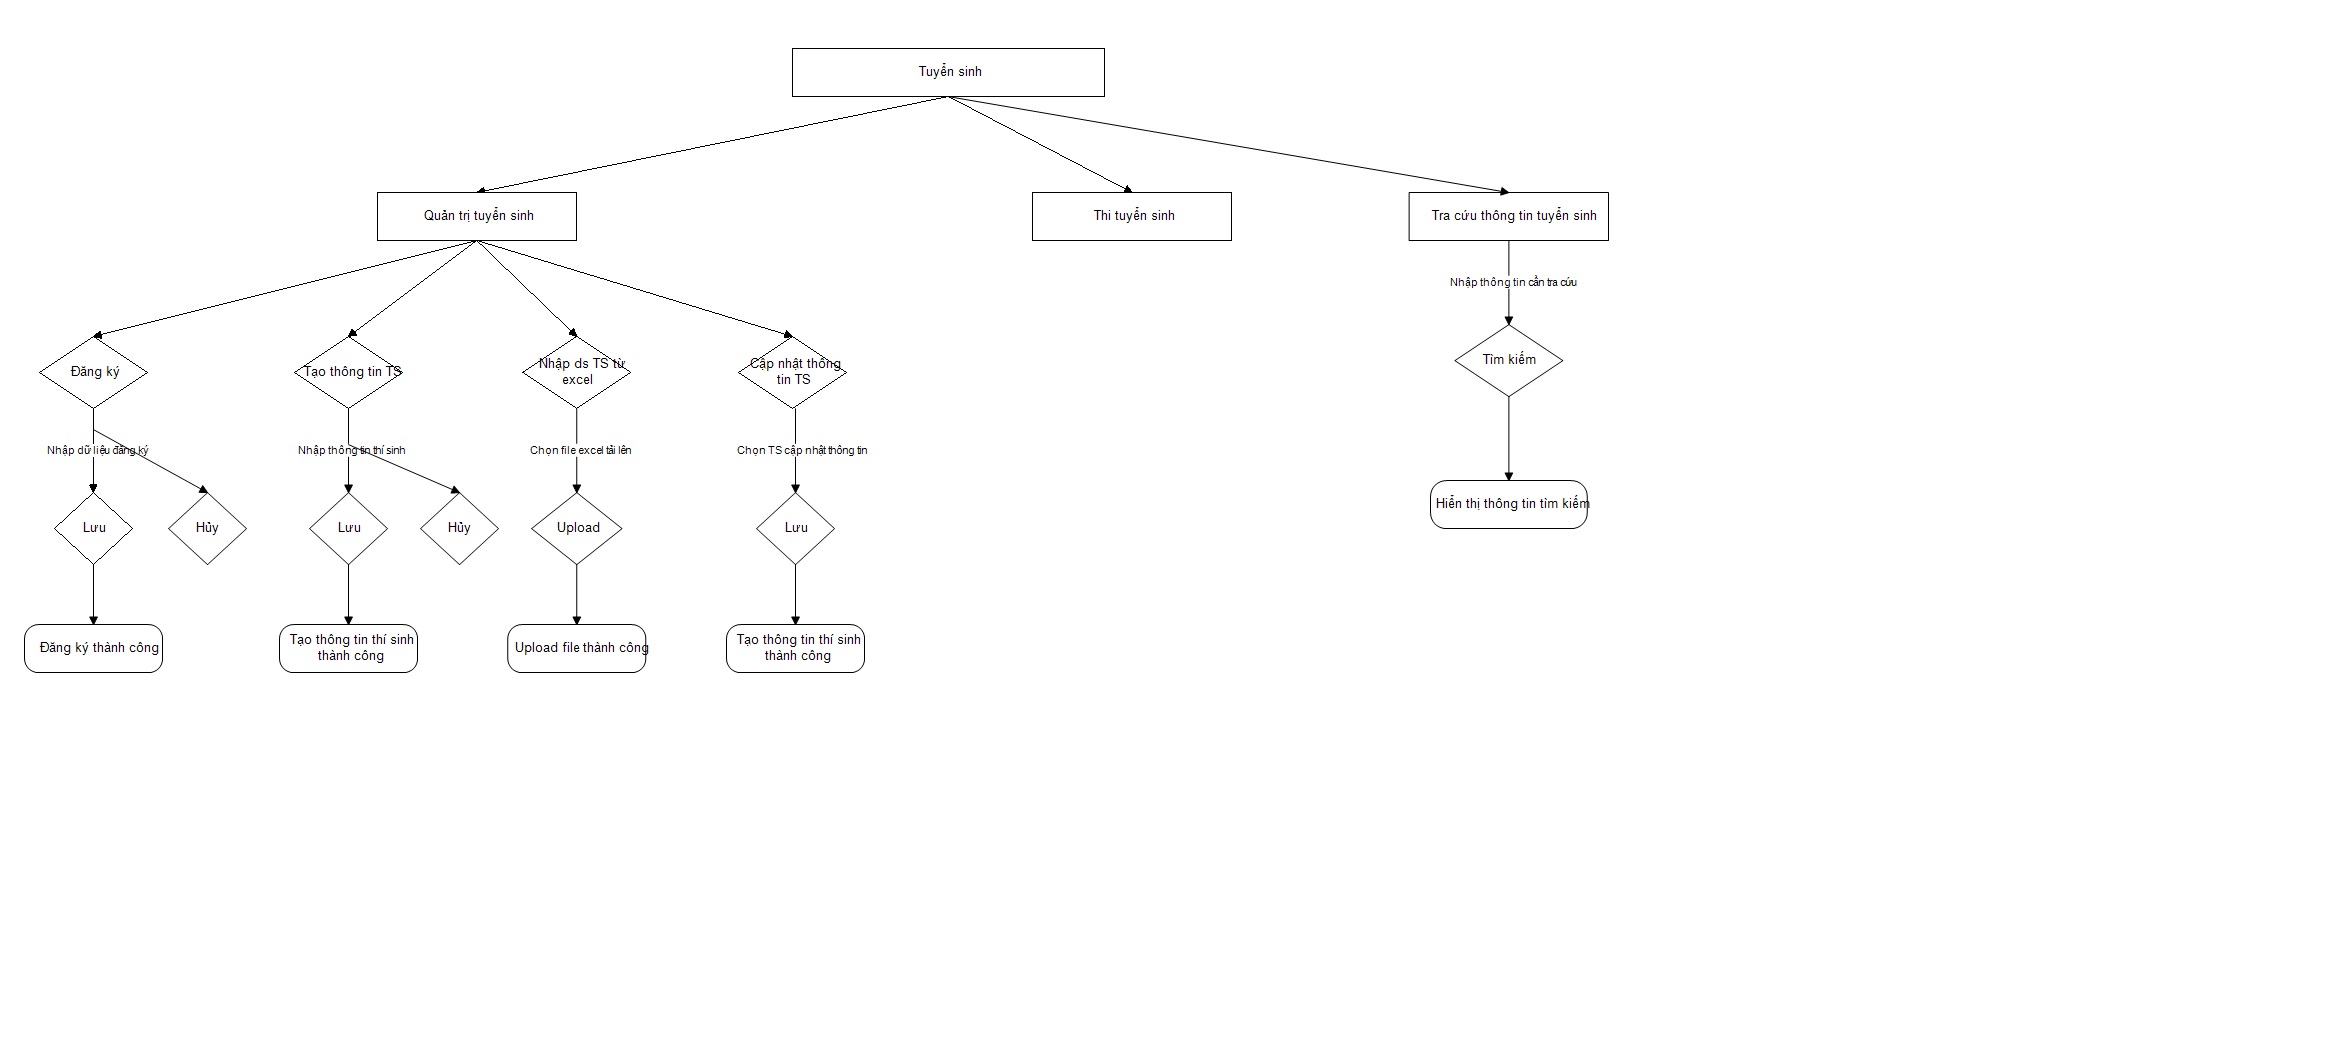 Tuyển sinh
Quản trị tuyển sinh
Thi tuyển sinh
Tra cứu thông tin tuyển sinh
Nhập thông tin cần tra cứu
Đăng ký
Tạo thông tin TS
Nhập ds TS từ
excel
Cập nhật thông
tin TS
Tìm kiếm
Nhập dữ liệu đăng ký
Nhập thông tin thí sinh
Chọn file excel tải lên
Chọn TS cập nhật thông tin
Lưu
Hủy
Lưu
Hủy
Upload
Lưu
Hiển thị thông tin tìm kiếm
Đăng ký thành công
Tạo thông tin thí sinh
thành công
Upload file thành công
Tạo thông tin thí sinh
thành công